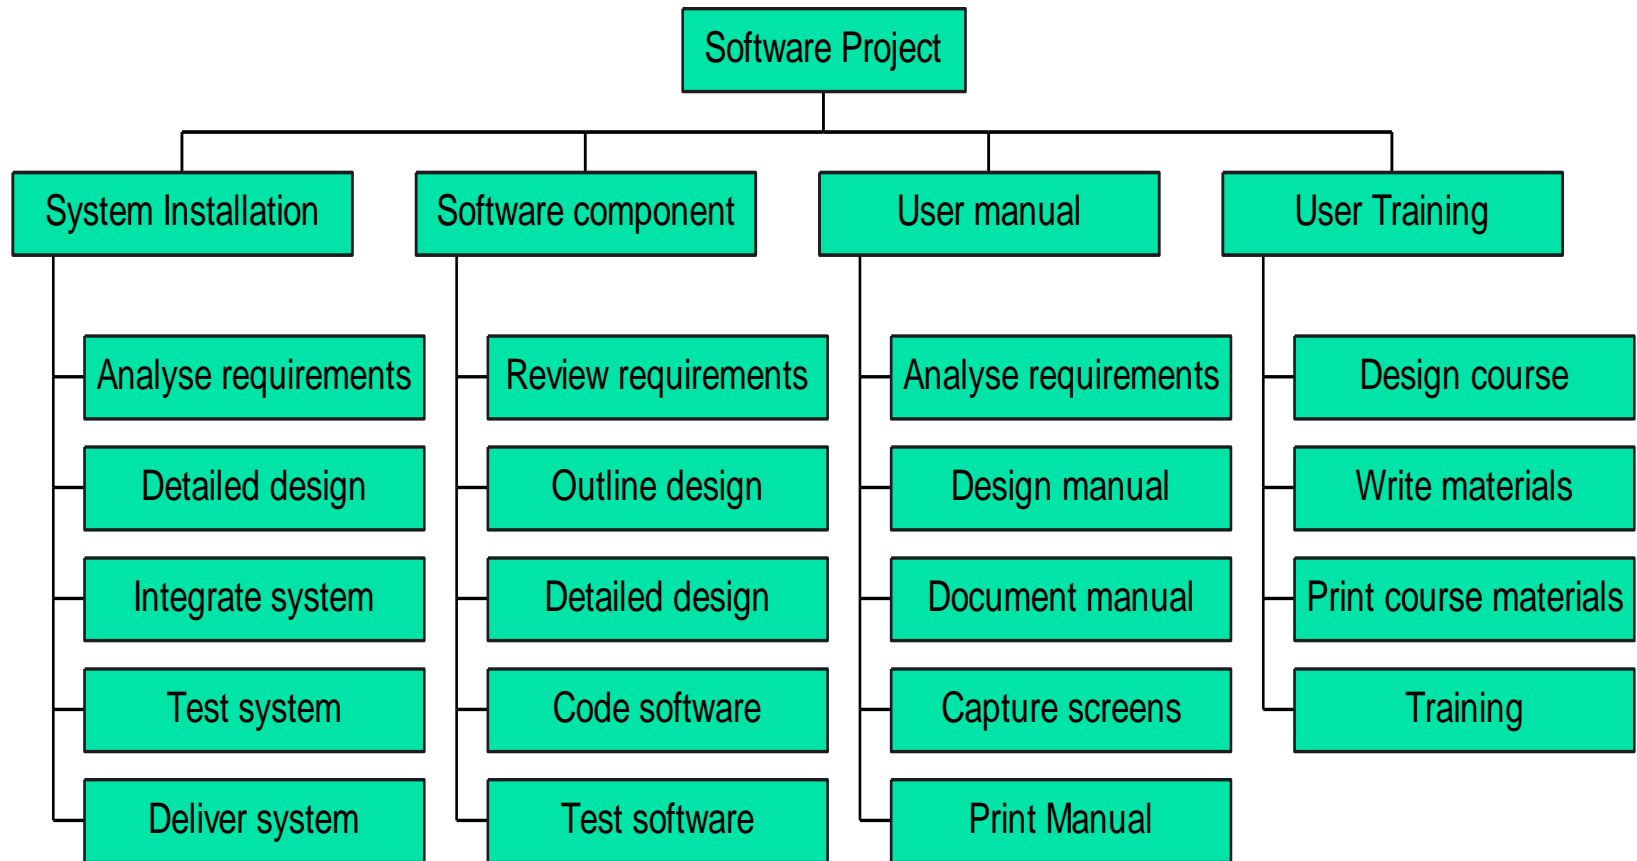 Software Project
System Installation
Software component
User manual
User Training
Analyse requirements
Detailed design
Integrate system
Test system
Deliver system
Review requirements
Outline design
Detailed design
Code software
Test software
Analyse requirements
Design manual
Document manual
Capture screens
Print Manual
Design course
Write materials
Print course materials
Training